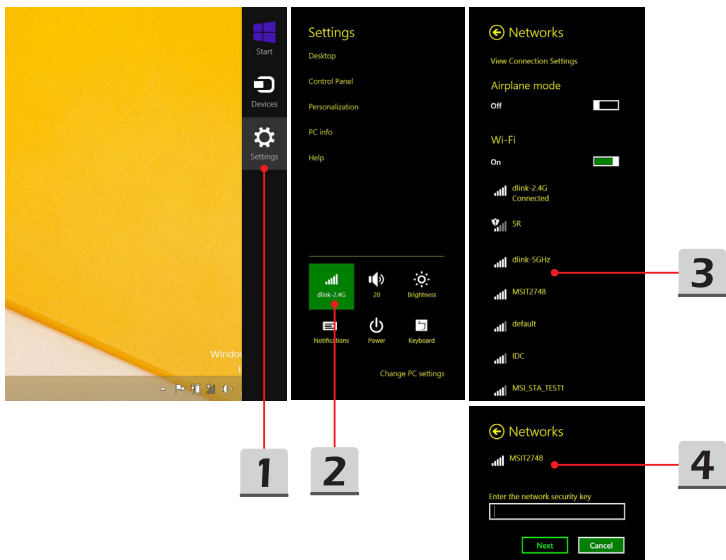 Start
Devices
Settings
Windo
1
Settings
Desktop
Control Panel
Personalization
PC info
Help
dlink-2.4G
20
Brightness
Notifications
Power
Keyboard
Change PC settings
2
Networks
View Connection Settings
Airplane mode
Off
Wi-Fi
On
dlink-2.4G
Connected
5R
dlink-5GHz
MSIT2748
default
IDC
MSI_STA_TEST1
3
Networks
MSIT2748
Enter the network security key
Next
Cancel
4